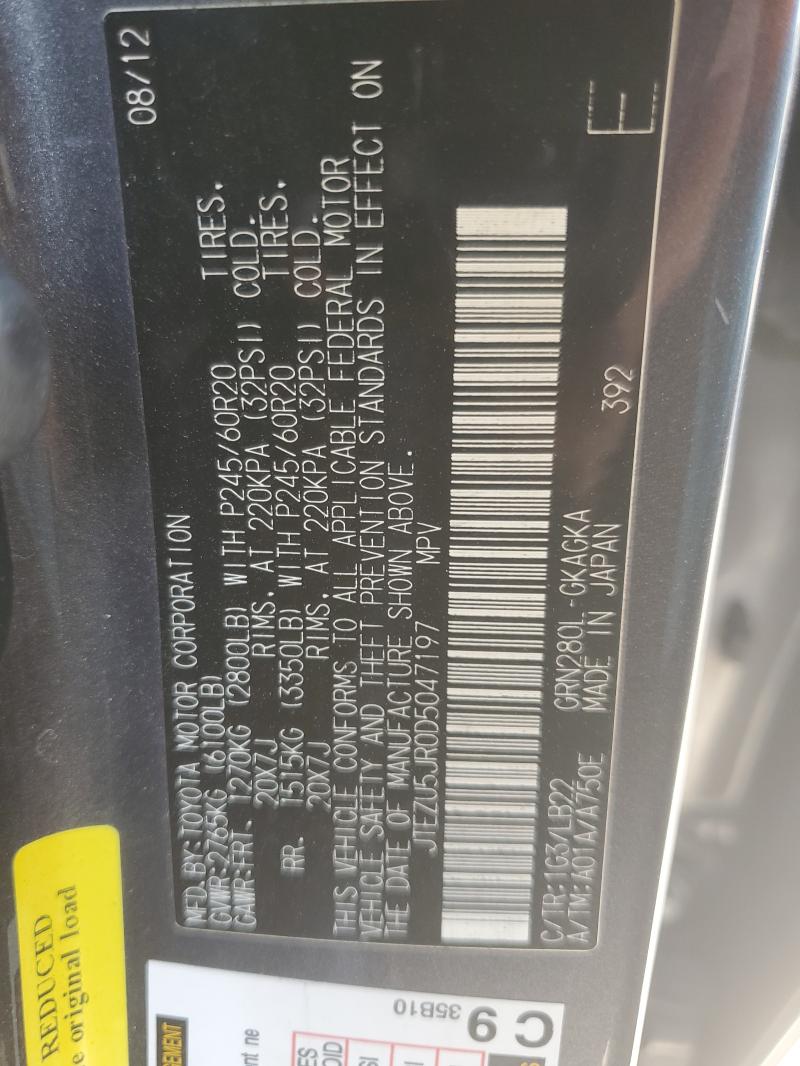 08/12
MFD.BY:TOYOTA MOTOR CORPORATION
GVWR:2765KG (6100LB)
GAWR:FRT. 1270KG (2800LB) WITH P245/60R20 TIRES.
20X7J RIMS, AT 220KPA (32PSI) COLD.
RR. 1515KG (3350LB) WITH P245/60R20 TIRES.
20X7J RIMS, AT 220KPA (32PSI) COLD.
THIS VEHICLE CONFORMS TO ALL APPLICABLE FEDERAL MOTOR
VEHICLE SAFETY AND THEFT PREVENTION STANDARDS IN EFFECT ON
THE DATE OF MANUFACTURE SHOWN ABOVE.
JTEZU5JR0D5047197 MPV
C/TR:1G3/LB22 GRN280L-GKAGKA
A/TM:A01A/A750E MADE IN JAPAN 392
E
REDUCED
e original load
GEMENT
ont ne
C9
35B10